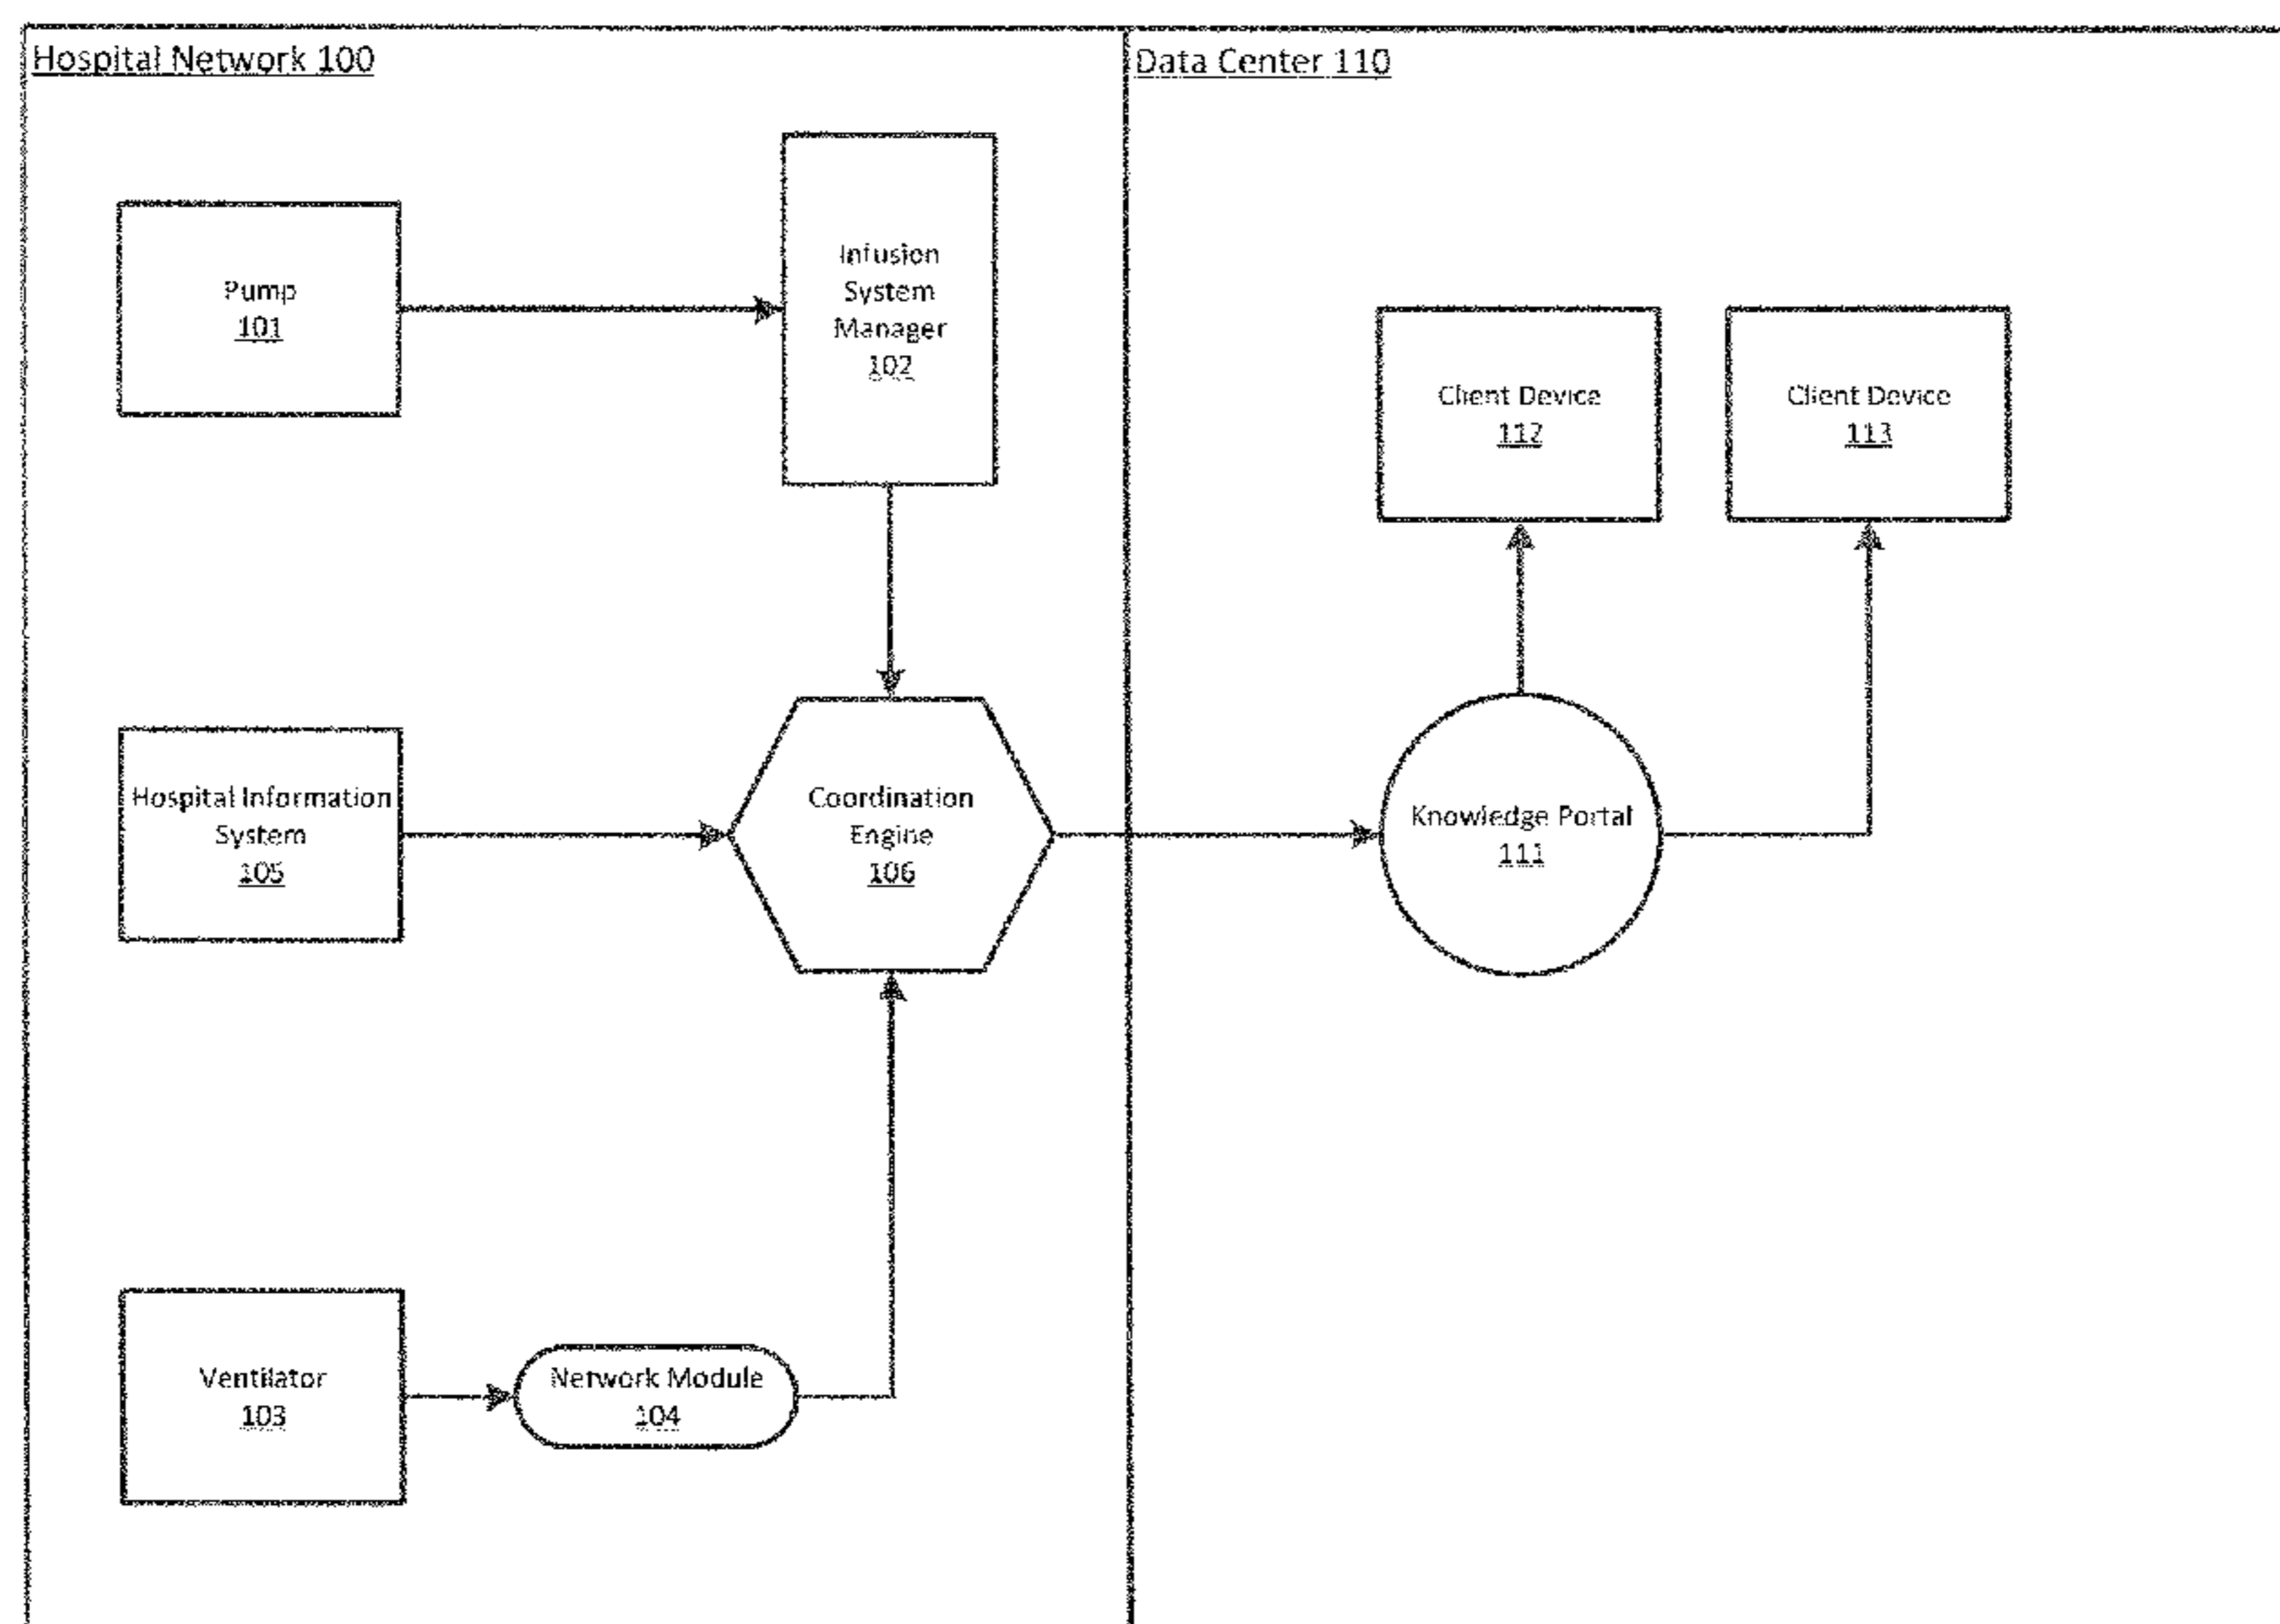 Hospital Network 100
Data Center 110
Pump
101
Infusion
System
Manager
102
Client Device
112
Client Device
113
Hospital Information
System
105
Coordination
Engine
106
Knowledge Portal
111
Ventilator
103
Network Module
104